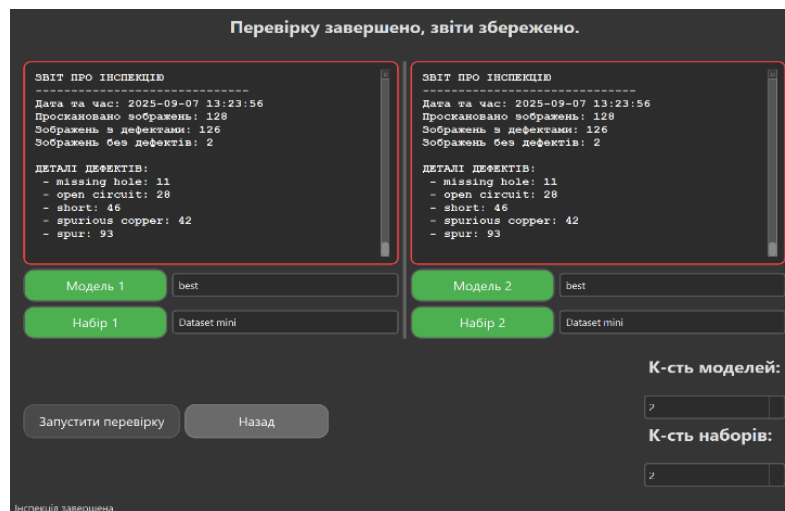 Перевірку завершено, звіти збережено.
ЗВІТ ПРО ІНСПЕКЦІЮ
------------------------------
Дата та час: 2025-09-07 13:23:56
Проскановано зображень: 128
Зображень з дефектами: 126
Зображень без дефектів: 2
ДЕТАЛІ ДЕФЕКТІВ:
- missing hole: 11
- open circuit: 28
- short: 46
- spurious copper: 42
- spur: 93
ЗВІТ ПРО ІНСПЕКЦІЮ
------------------------------
Дата та час: 2025-09-07 13:23:56
Проскановано зображень: 128
Зображень з дефектами: 126
Зображень без дефектів: 2
ДЕТАЛІ ДЕФЕКТІВ:
- missing hole: 11
- open circuit: 28
- short: 46
- spurious copper: 42
- spur: 93
Модель 1 best
Модель 2 best
Набір 1 Dataset mini
Набір 2 Dataset mini
К-сть моделей:
2
Запустити перевірку Назад
К-сть наборів:
2
Інспекція завершена